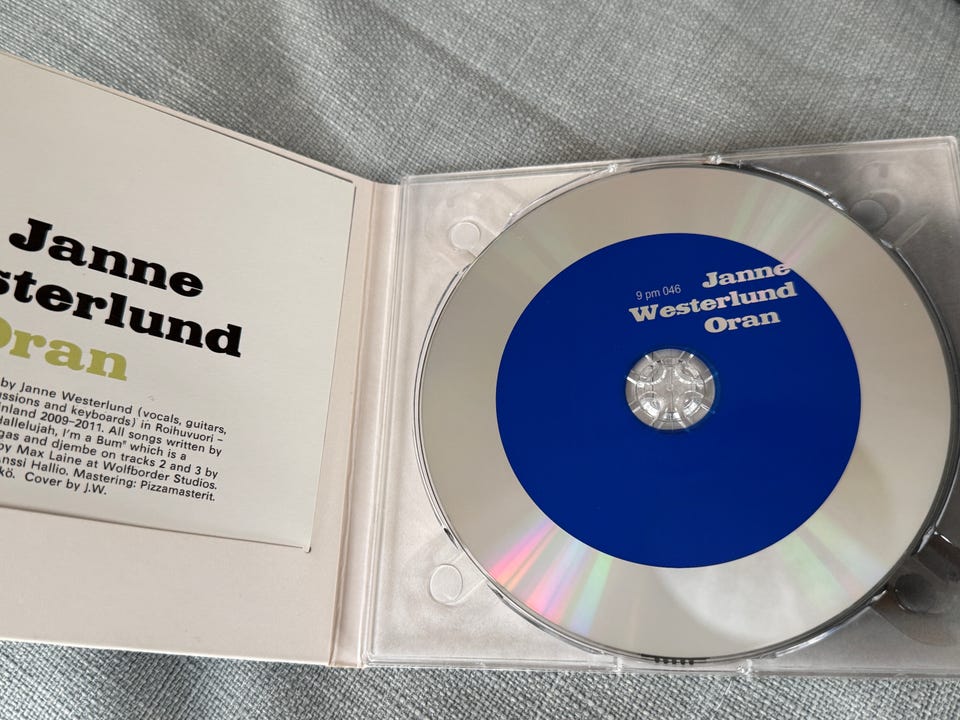 Janne
sterlund
Oran
by Janne Westerlund (vocals, guitars,
ssions and keyboards) in Roihuvuori –
inland 2009–2011. All songs written by
Hallelujah, I'm a Bum" which is a
gas and djembe on tracks 2 and 3 by
by Max Laine at Wolfborder Studios.
Anssi Hallio. Mastering: Pizzamasterit.
kö. Cover by J.W.
9 pm 046
Janne
Westerlund
Oran